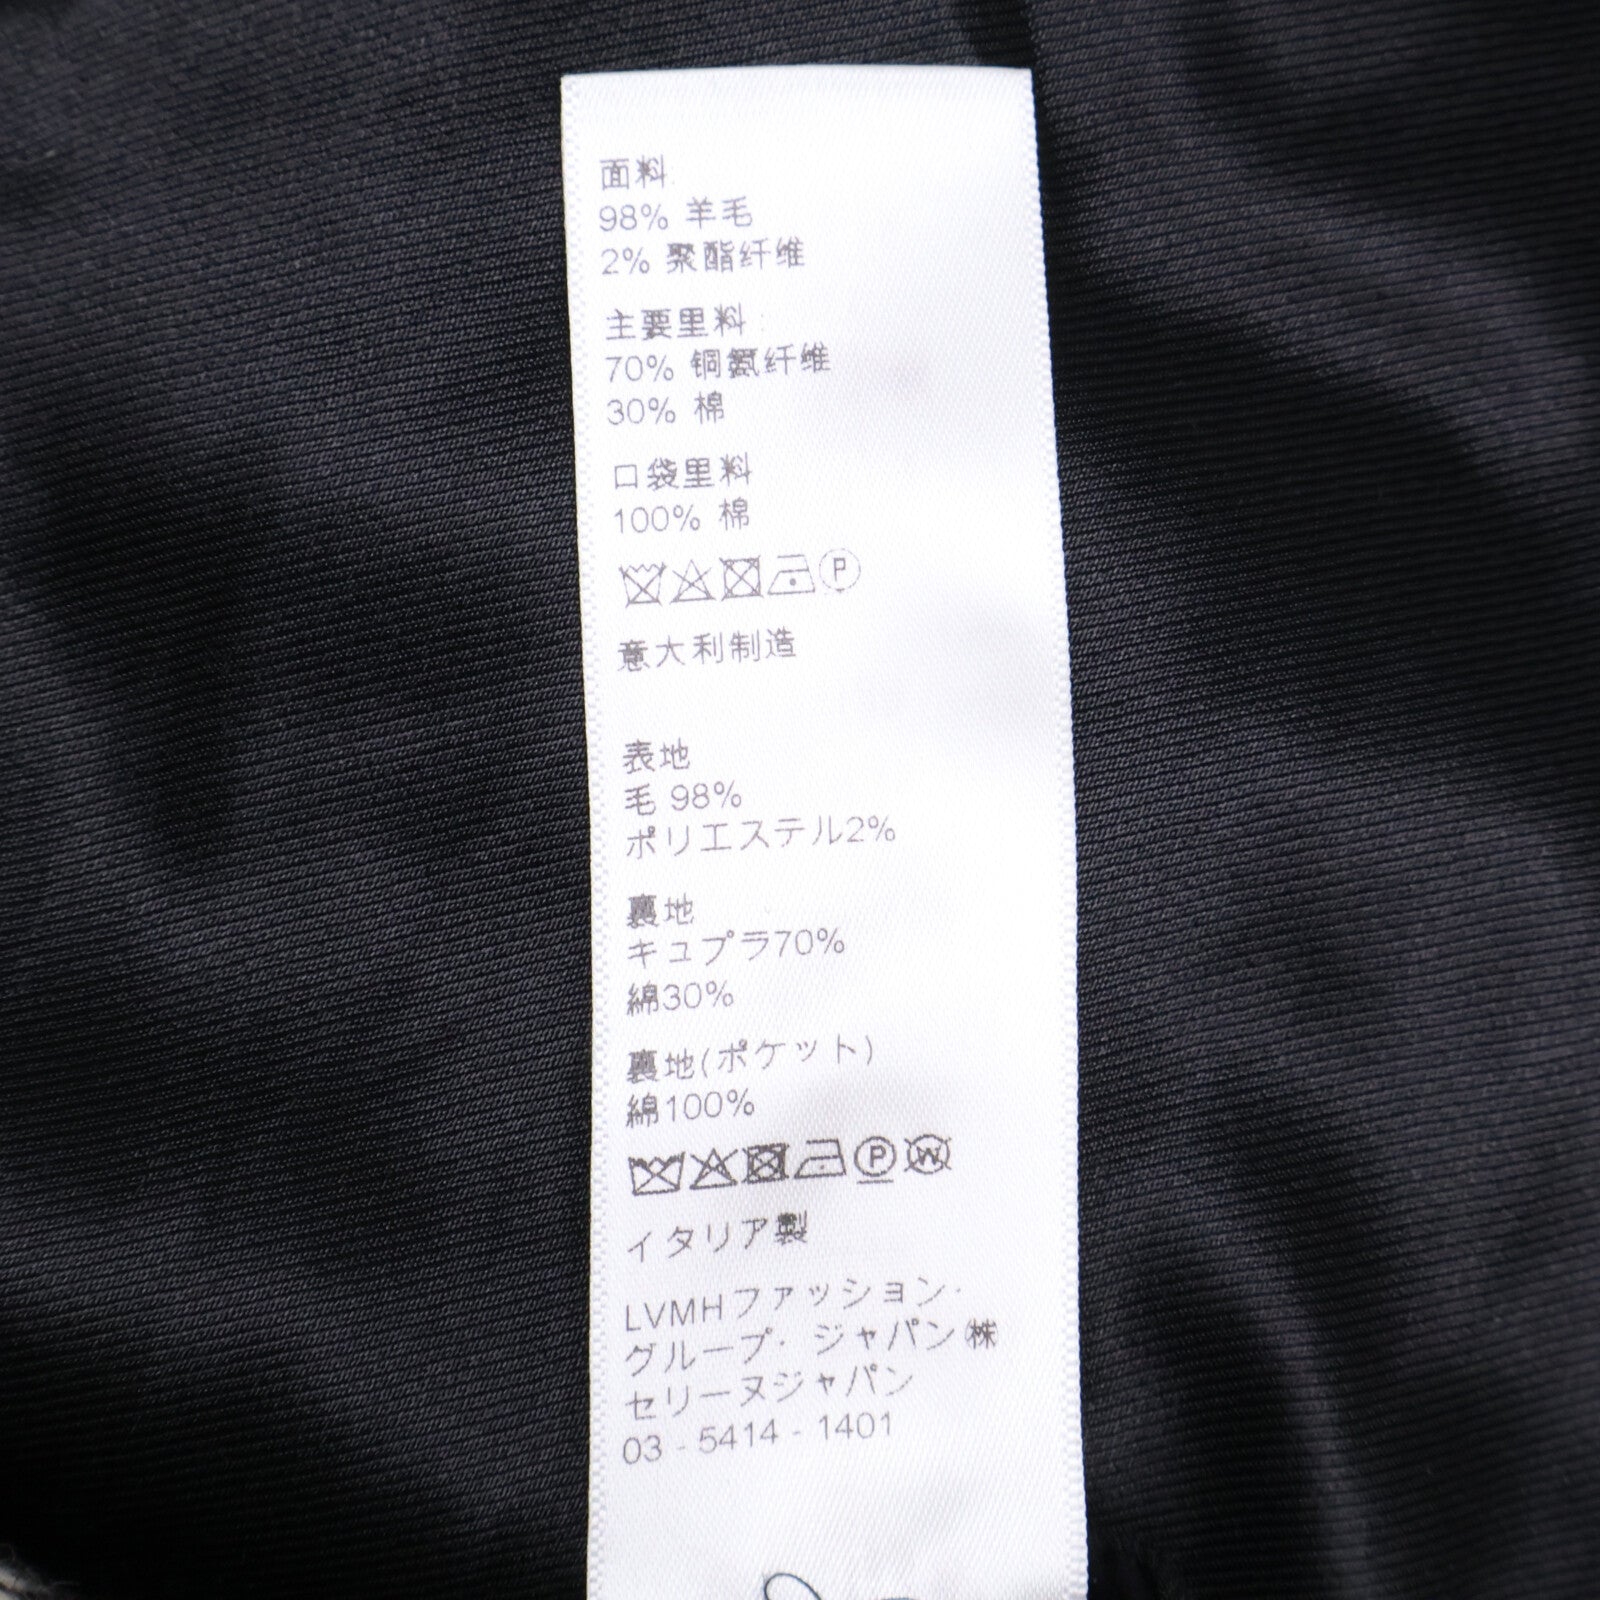 面料:
98% 羊毛
2% 聚酯纤维
主要里料:
70% 铜氨纤维
30% 棉
口袋里料
100% 棉
P
意大利制造
表地
毛 98%
ポリエステル2%
裏地
キュプラ70%
綿30%
裏地(ポケット)
綿100%
P W
イタリア製
LVMHファッション・
グループ・ジャパン㈱
セリーヌジャパン
03 - 5414 - 1401